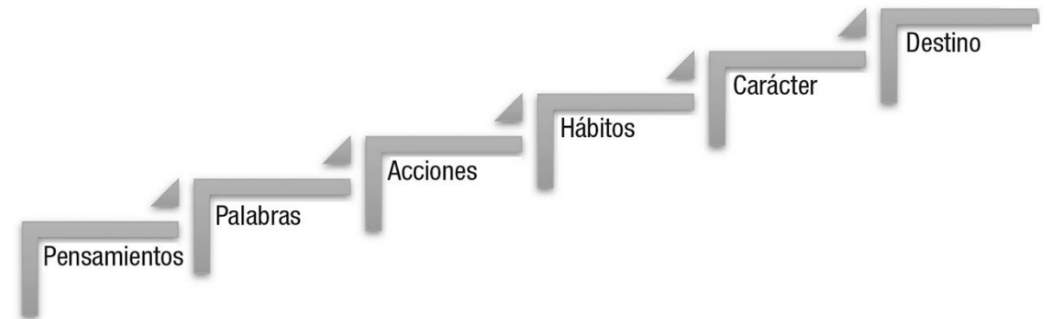 Pensamientos
Palabras
Acciones
Hábitos
Carácter
Destino